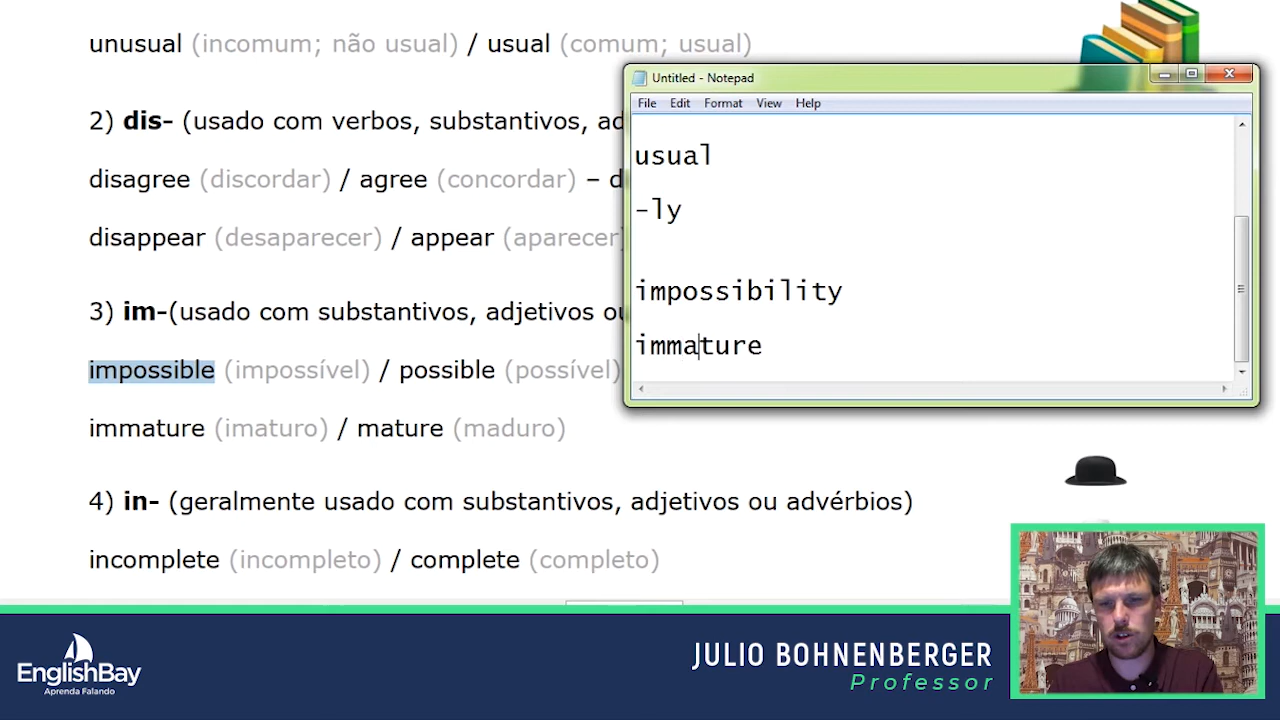 unusual (incomum; não usual) / usual (comum; usual)
2) dis- (usado com verbos, substantivos, ad
disagree (discordar) / agree (concordar) – d
disappear (desaparecer) / appear (aparecer)
3) im-(usado com substantivos, adjetivos ou
impossible (impossível) / possible (possível)
immature (imaturo) / mature (maduro)
4) in- (geralmente usado com substantivos, adjetivos ou advérbios)
incomplete (incompleto) / complete (completo)
Untitled - Notepad
File Edit Format View Help
usual
-ly
impossibility
immature
EnglishBay
Aprenda Falando
JULIO BOHNENBERGER
Professor